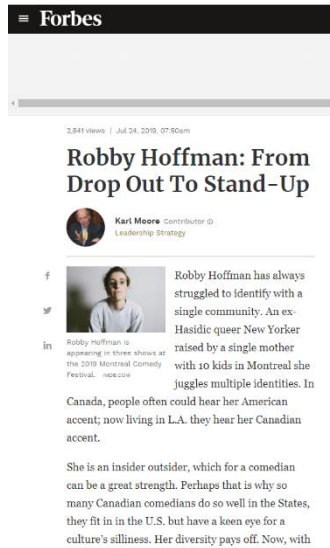 Forbes
2,541 views | Jul 24, 2019, 07:50am
Robby Hoffman: From
Drop Out To Stand-Up
Karl Moore Contributor
Leadership Strategy
Robby Hoffman is
appearing in three shows at
the 2019 Montreal Comedy
Festival. IMDB.COM
Robby Hoffman has always
struggled to identify with a
single community. An ex-
Hasidic queer New Yorker
raised by a single mother
with 10 kids in Montreal she
juggles multiple identities. In
Canada, people often could hear her American
accent; now living in L.A. they hear her Canadian
accent.
She is an insider outsider, which for a comedian
can be a great strength. Perhaps that is why so
many Canadian comedians do so well in the States,
they fit in in the U.S. but have a keen eye for a
culture's silliness. Her diversity pays off. Now, with